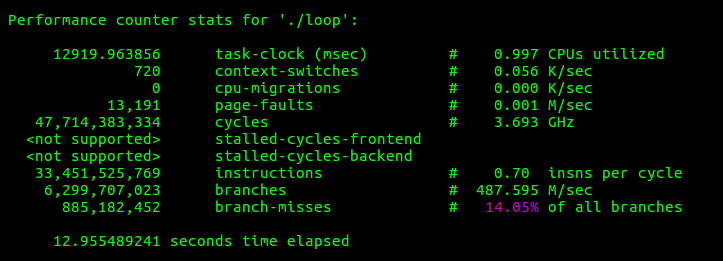 Performance counter stats for './loop':
12919.963856 task-clock (msec) # 0.997 CPUs utilized
720 context-switches # 0.056 K/sec
0 cpu-migrations # 0.000 K/sec
13,191 page-faults # 0.001 M/sec
47,714,383,334 cycles # 3.693 GHz
<not supported> stalled-cycles-frontend
<not supported> stalled-cycles-backend
33,451,525,769 instructions # 0.70 insns per cycle
6,299,707,023 branches # 487.595 M/sec
885,182,452 branch-misses # 14.05% of all branches
12.955489241 seconds time elapsed